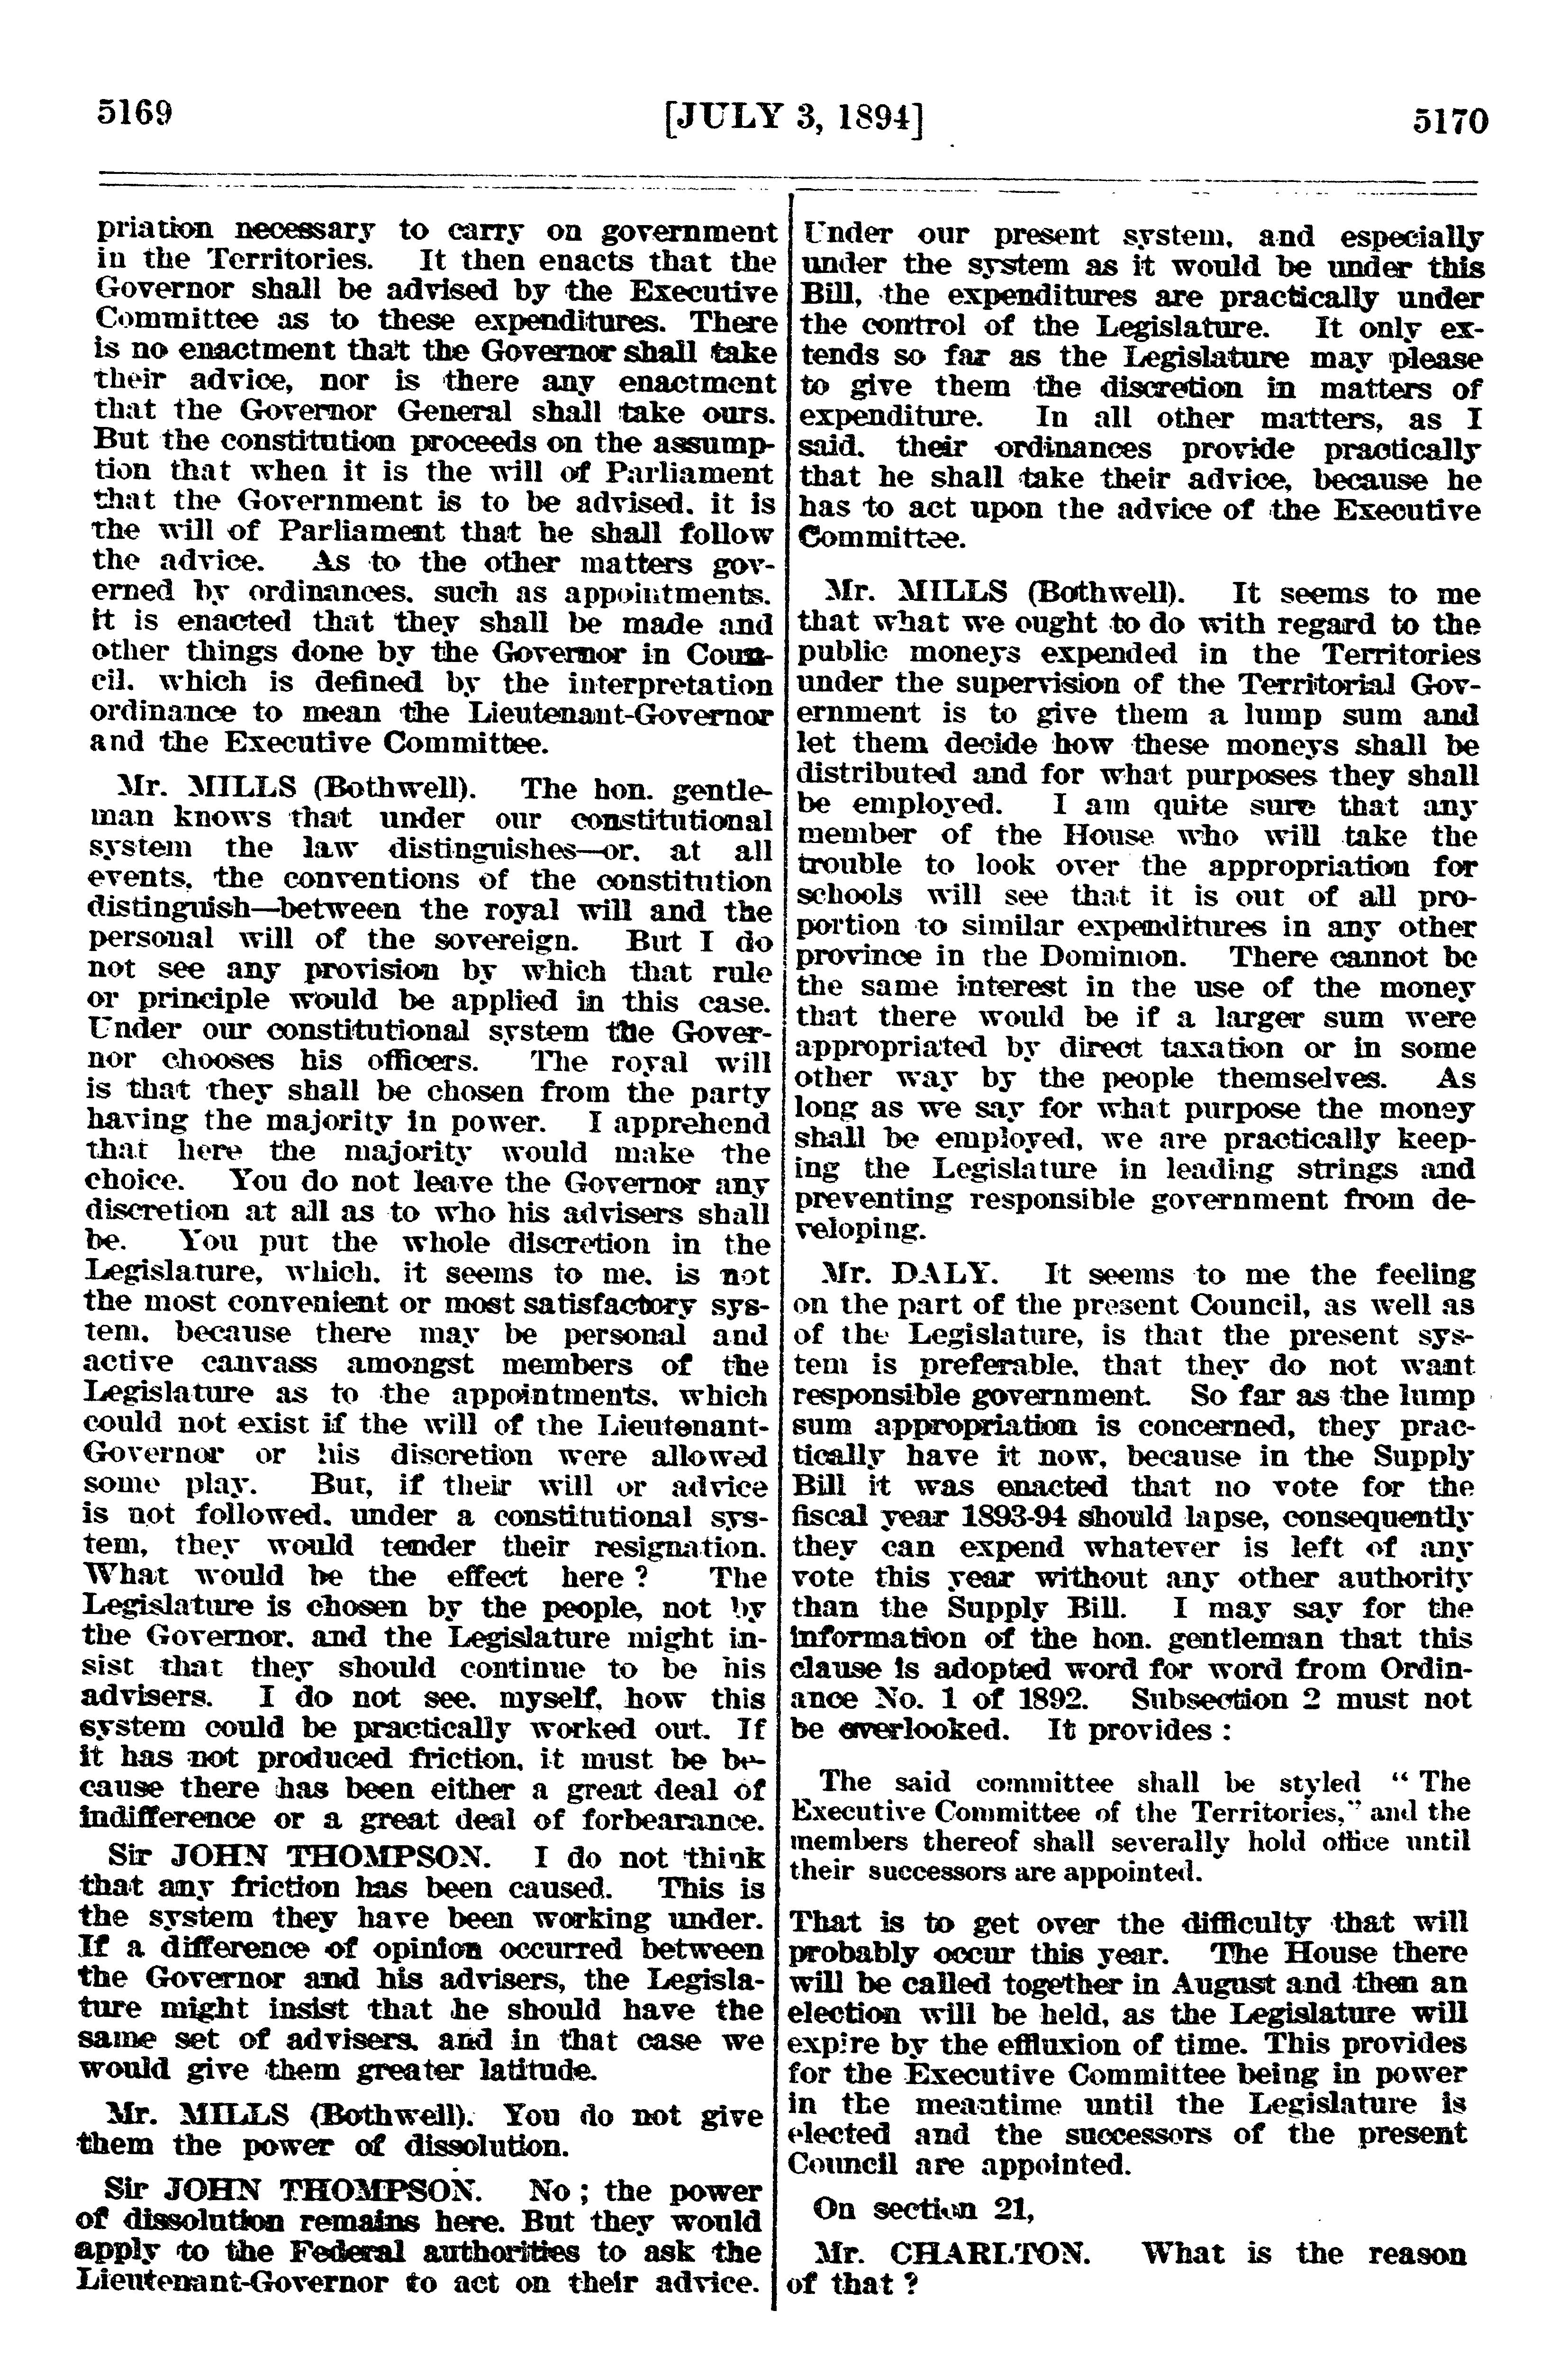 5169
[JULY 3, 1894]
5170
priation necessary to carry on government
in the Territories. It then enacts that the
Governor shall be advised by the Executive
Committee as to these expenditures. There
is no enactment that the Governor shall take
their advice, nor is there any enactment
that the Governor General shall take ours.
But the constitution proceeds on the assump-
tion that when it is the will of Parliament
that the Government is to be advised, it is
the will of Parliament that he shall follow
the advice. As to the other matters gov-
erned by ordinances, such as appointments,
it is enacted that they shall be made and
other things done by the Governor in Coun-
cil, which is defined by the interpretation
ordinance to mean the Lieutenant-Governor
and the Executive Committee.
Mr. MILLS (Bothwell). The hon. gentle-
man knows that under our constitutional
system the law distinguishes—or, at all
events, the conventions of the constitution
distinguish—between the royal will and the
personal will of the sovereign. But I do
not see any provision by which that rule
or principle would be applied in this case.
Under our constitutional system the Gover-
nor chooses his officers. The royal will
is that they shall be chosen from the party
having the majority in power. I apprehend
that here the majority would make the
choice. You do not leave the Governor any
discretion at all as to who his advisers shall
be. You put the whole discretion in the
Legislature, which, it seems to me, is not
the most convenient or most satisfactory sys-
tem, because there may be personal and
active canvass amongst members of the
Legislature as to the appointments, which
could not exist if the will of the Lieutenant-
Governor or his discretion were allowed
some play. But, if their will or advice
is not followed, under a constitutional sys-
tem, they would tender their resignation.
What would be the effect here ? The
Legislature is chosen by the people, not by
the Governor, and the Legislature might in-
sist that they should continue to be his
advisers. I do not see, myself, how this
system could be practically worked out. If
it has not produced friction, it must be be-
cause there has been either a great deal of
indifference or a great deal of forbearance.
Sir JOHN THOMPSON. I do not think
that any friction has been caused. This is
the system they have been working under.
If a difference of opinion occurred between
the Governor and his advisers, the Legisla-
ture might insist that he should have the
same set of advisers, and in that case we
would give them greater latitude.
Mr. MILLS (Bothwell). You do not give
them the power of dissolution.
Sir JOHN THOMPSON. No ; the power
of dissolution remains here. But they would
apply to the Federal authorities to ask the
Lieutenant-Governor to act on their advice.
Under our present system, and especially
under the system as it would be under this
Bill, the expenditures are practically under
the control of the Legislature. It only ex-
tends so far as the Legislature may please
to give them the discretion in matters of
expenditure. In all other matters, as I
said, their ordinances provide practically
that he shall take their advice, because he
has to act upon the advice of the Executive
Committee.
Mr. MILLS (Bothwell). It seems to me
that what we ought to do with regard to the
public moneys expended in the Territories
under the supervision of the Territorial Gov-
ernment is to give them a lump sum and
let them decide how these moneys shall be
distributed and for what purposes they shall
be employed. I am quite sure that any
member of the House who will take the
trouble to look over the appropriation for
schools will see that it is out of all pro-
portion to similar expenditures in any other
province in the Dominion. There cannot be
the same interest in the use of the money
that there would be if a larger sum were
appropriated by direct taxation or in some
other way by the people themselves. As
long as we say for what purpose the money
shall be employed, we are practically keep-
ing the Legislature in leading strings and
preventing responsible government from de-
veloping.
Mr. DALY. It seems to me the feeling
on the part of the present Council, as well as
of the Legislature, is that the present sys-
tem is preferable, that they do not want
responsible government. So far as the lump
sum appropriation is concerned, they prac-
tically have it now, because in the Supply
Bill it was enacted that no vote for the
fiscal year 1893-94 should lapse, consequently
they can expend whatever is left of any
vote this year without any other authority
than the Supply Bill. I may say for the
information of the hon. gentleman that this
clause is adopted word for word from Ordin-
ance No. 1 of 1892. Subsection 2 must not
be overlooked. It provides :
The said committee shall be styled " The
Executive Committee of the Territories," and the
members thereof shall severally hold office until
their successors are appointed.
That is to get over the difficulty that will
probably occur this year. The House there
will be called together in August and then an
election will be held, as the Legislature will
expire by the effluxion of time. This provides
for the Executive Committee being in power
in the meantime until the Legislature is
elected and the successors of the present
Council are appointed.
On section 21,
Mr. CHARLTON. What is the reason
of that ?